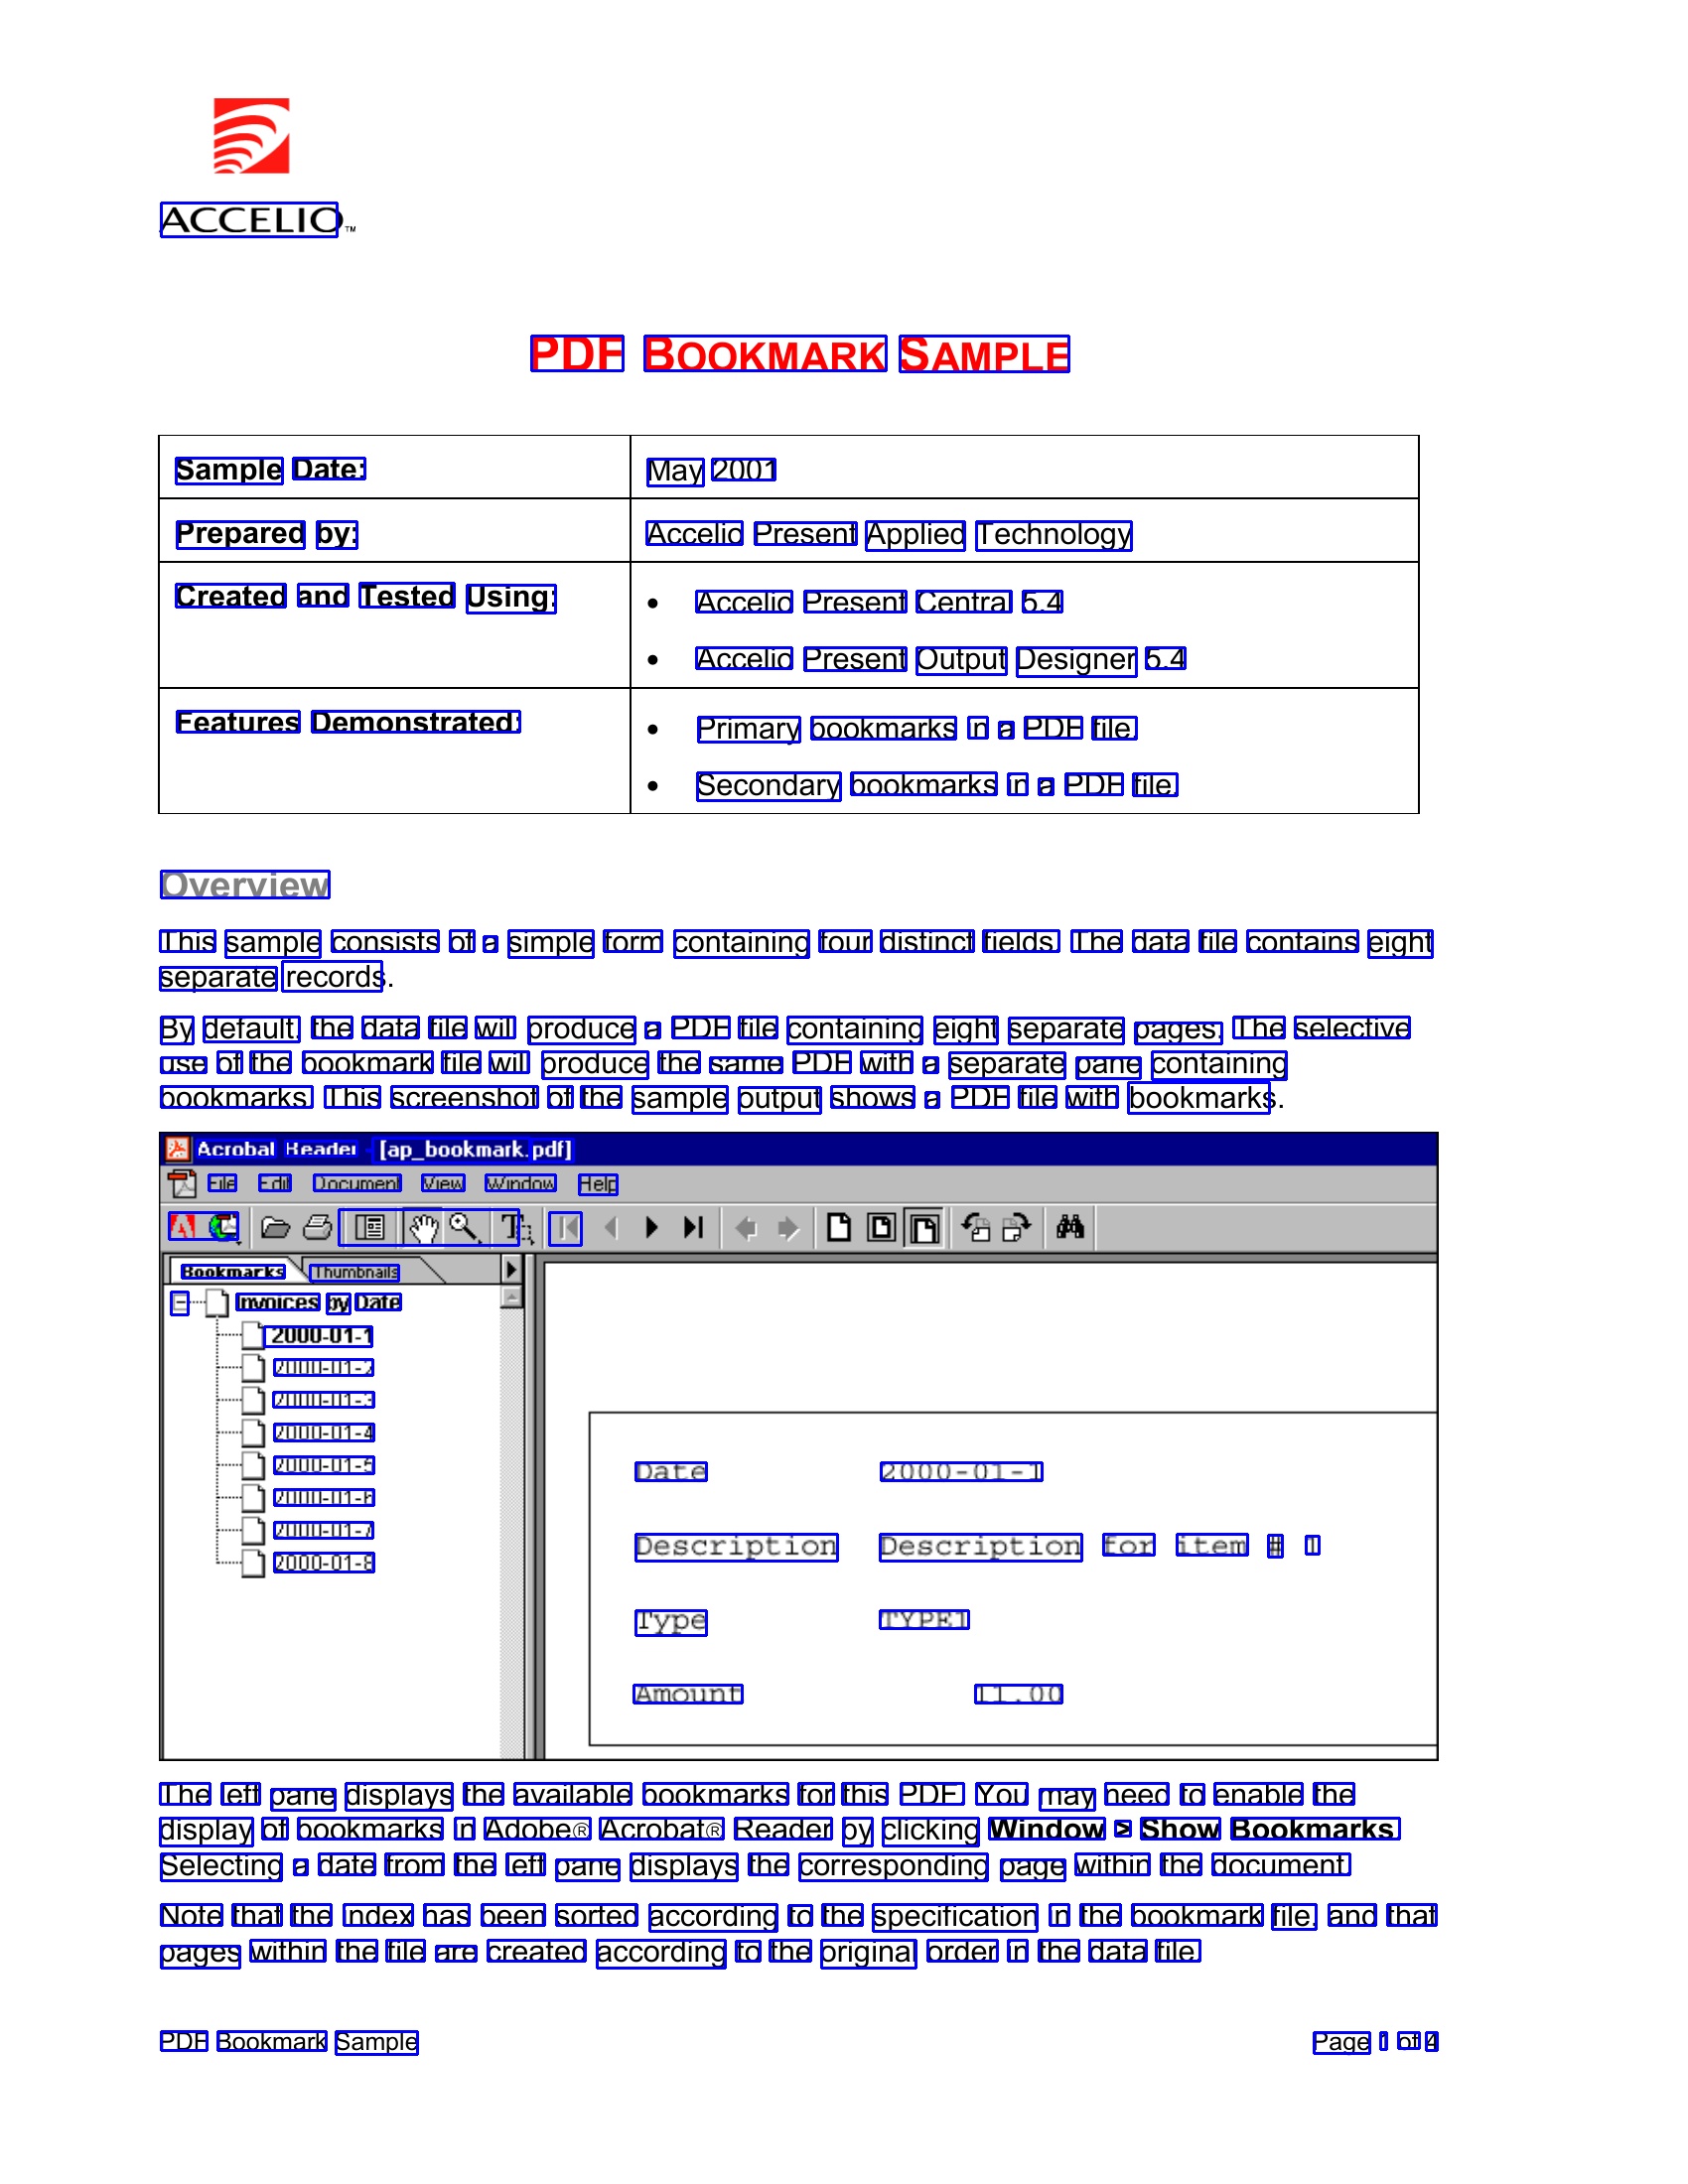 ACCELIO™
PDF BOOKMARK SAMPLE
Sample Date: May 2001
Prepared by: Accelio Present Applied Technology
Created and Tested Using: • Accelio Present Central 5.4
• Accelio Present Output Designer 5.4
Features Demonstrated: • Primary bookmarks in a PDF file.
• Secondary bookmarks in a PDF file.
Overview
This sample consists of a simple form containing four distinct fields. The data file contains eight
separate records.
By default, the data file will produce a PDF file containing eight separate pages. The selective
use of the bookmark file will produce the same PDF with a separate pane containing
bookmarks. This screenshot of the sample output shows a PDF file with bookmarks.
Acrobat Reader - [ap_bookmark.pdf]
File Edit Document View Window Help
Bookmarks Thumbnails
Invoices by Date
2000-01-1
2000-01-2
2000-01-3
2000-01-4
2000-01-5
2000-01-6
2000-01-7
2000-01-8
Date 2000-01-1
Description Description for item # 1
Type TYPE1
Amount 11.00
The left pane displays the available bookmarks for this PDF. You may need to enable the
display of bookmarks in Adobe® Acrobat® Reader by clicking Window > Show Bookmarks.
Selecting a date from the left pane displays the corresponding page within the document.
Note that the index has been sorted according to the specification in the bookmark file, and that
pages within the file are created according to the original order in the data file.
PDF Bookmark Sample Page 1 of 4